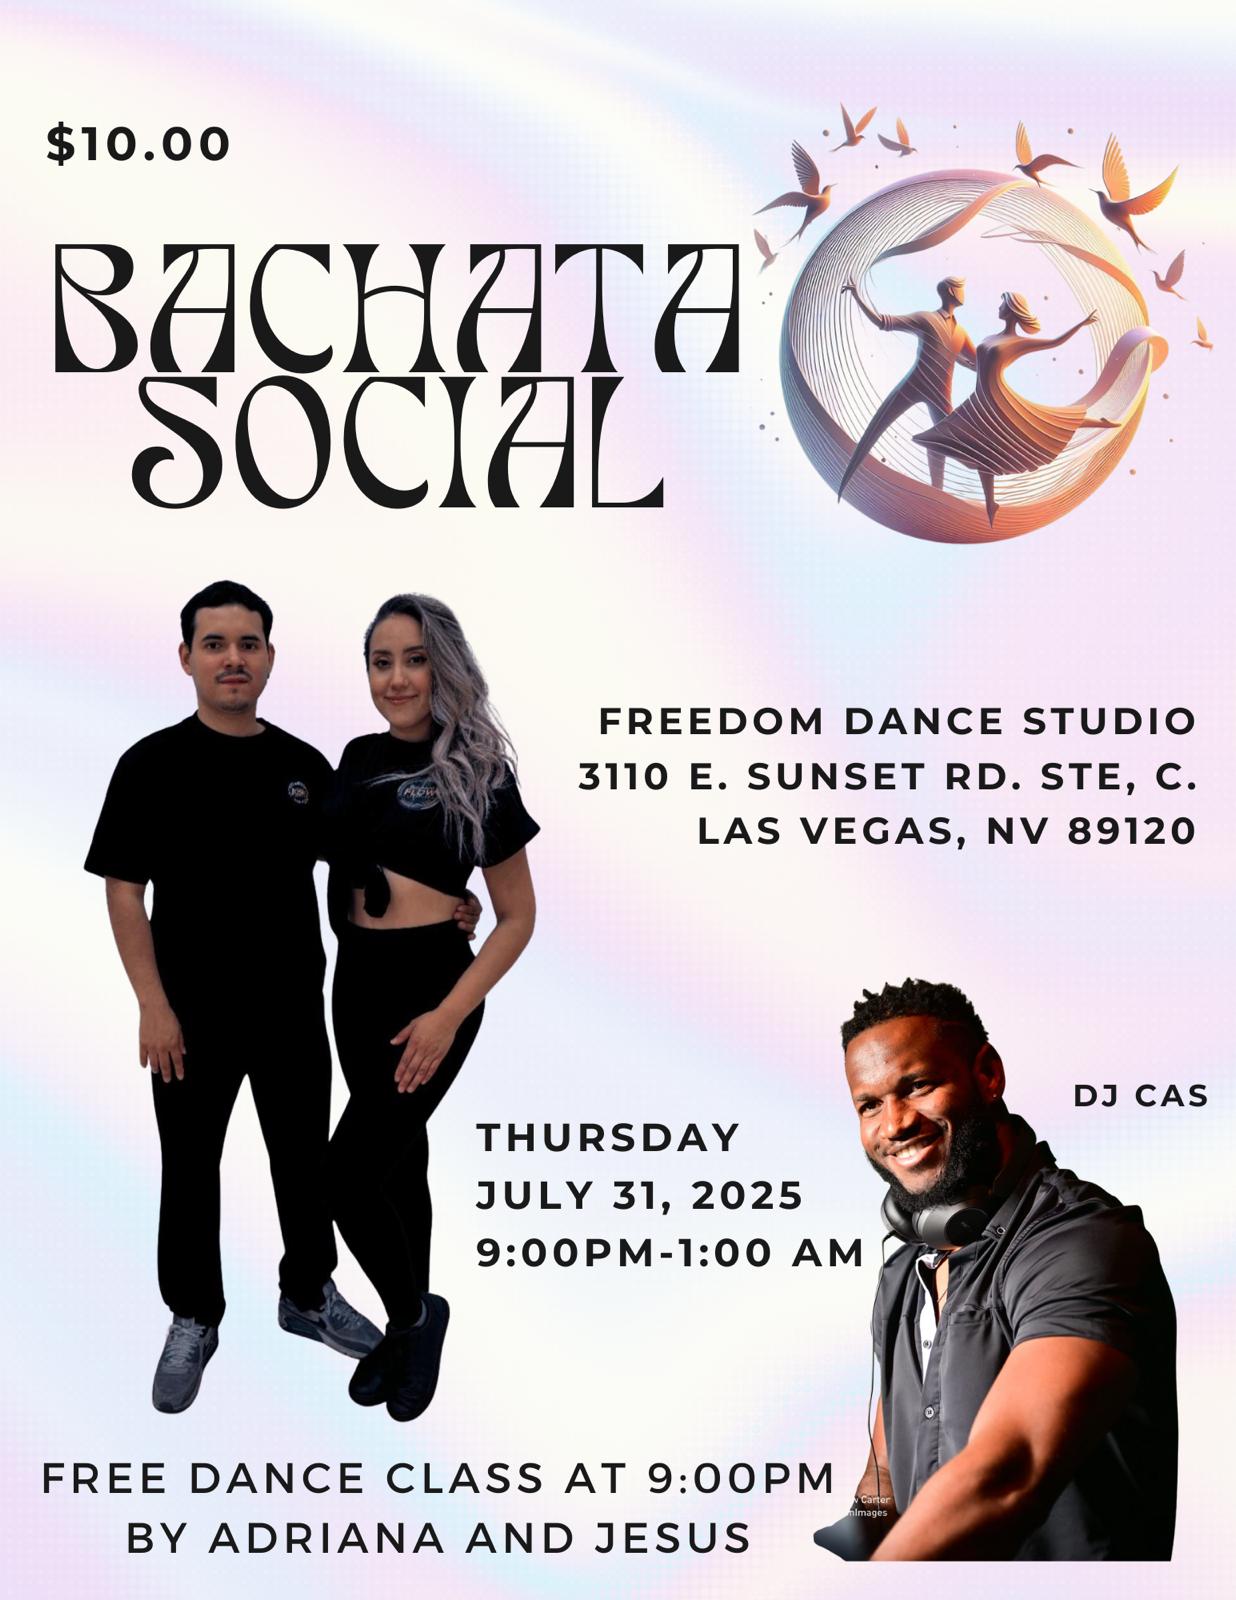 $10.00
BACHATA
SOCIAL
FREEDOM DANCE STUDIO
3110 E. SUNSET RD. STE, C.
LAS VEGAS, NV 89120
DJ CAS
THURSDAY
JULY 31, 2025
9:00PM-1:00 AM
FREE DANCE CLASS AT 9:00PM
BY ADRIANA AND JESUS
Carter